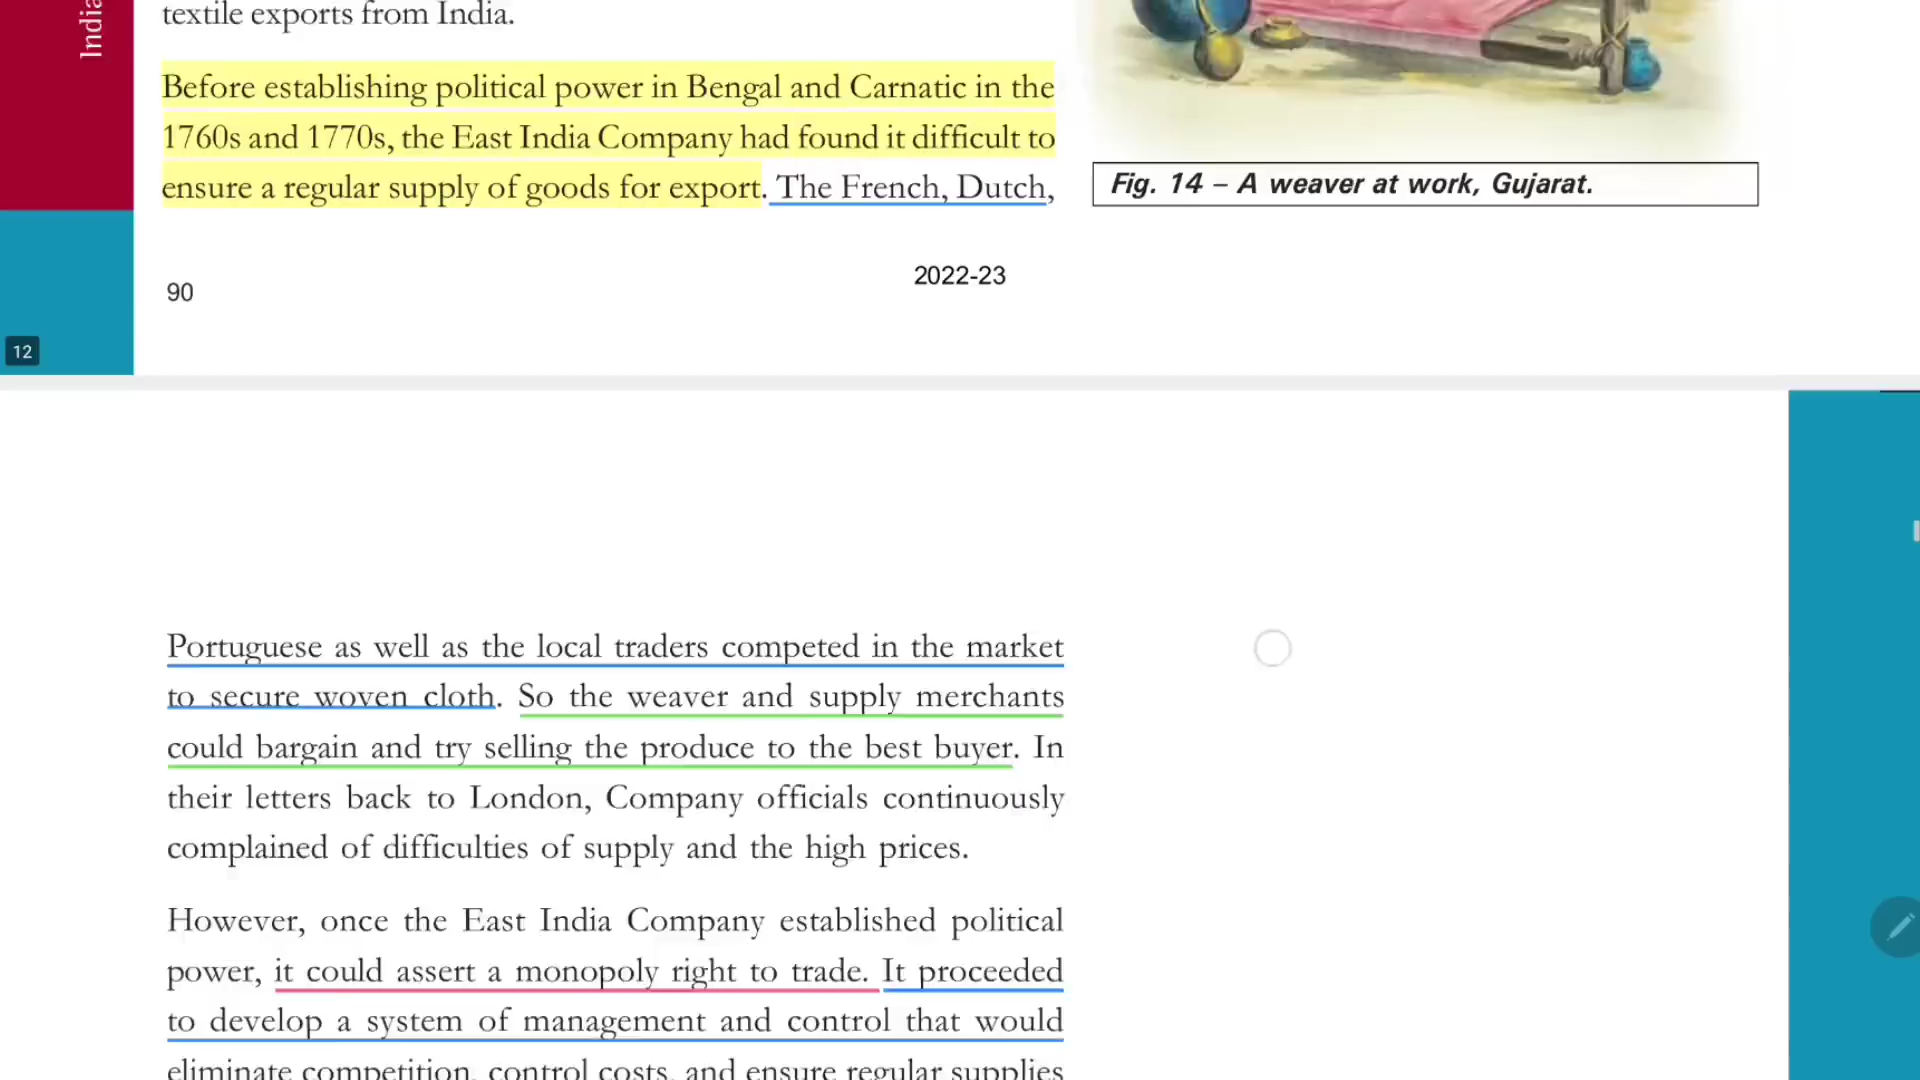 India
textile exports from India.
Before establishing political power in Bengal and Carnatic in the
1760s and 1770s, the East India Company had found it difficult to
ensure a regular supply of goods for export. The French, Dutch,
Fig. 14 – A weaver at work, Gujarat.
90
2022-23
12
Portuguese as well as the local traders competed in the market
to secure woven cloth. So the weaver and supply merchants
could bargain and try selling the produce to the best buyer. In
their letters back to London, Company officials continuously
complained of difficulties of supply and the high prices.
However, once the East India Company established political
power, it could assert a monopoly right to trade. It proceeded
to develop a system of management and control that would
eliminate competition, control costs, and ensure regular supplies